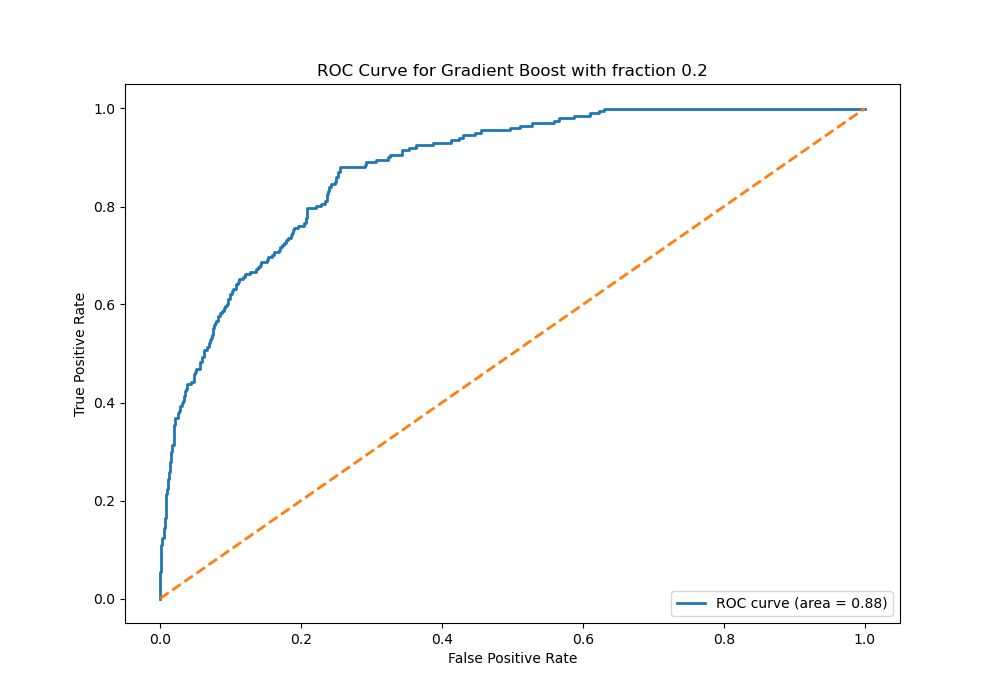 ROC Curve for Gradient Boost with fraction 0.2
1.0
0.8
0.6
0.4
0.2
0.0
True Positive Rate
ROC curve (area = 0.88)
0.0 0.2 0.4 0.6 0.8 1.0
False Positive Rate